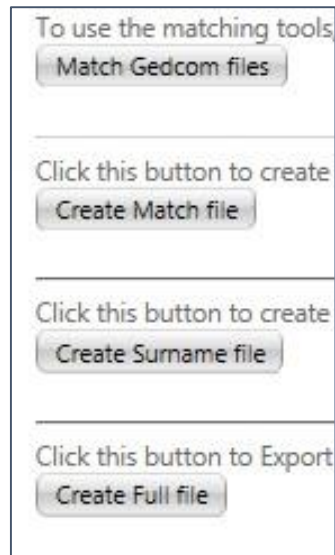 To use the matching tools,
Match Gedcom files
Click this button to create
Create Match file
Click this button to create
Create Surname file
Click this button to Export
Create Full file